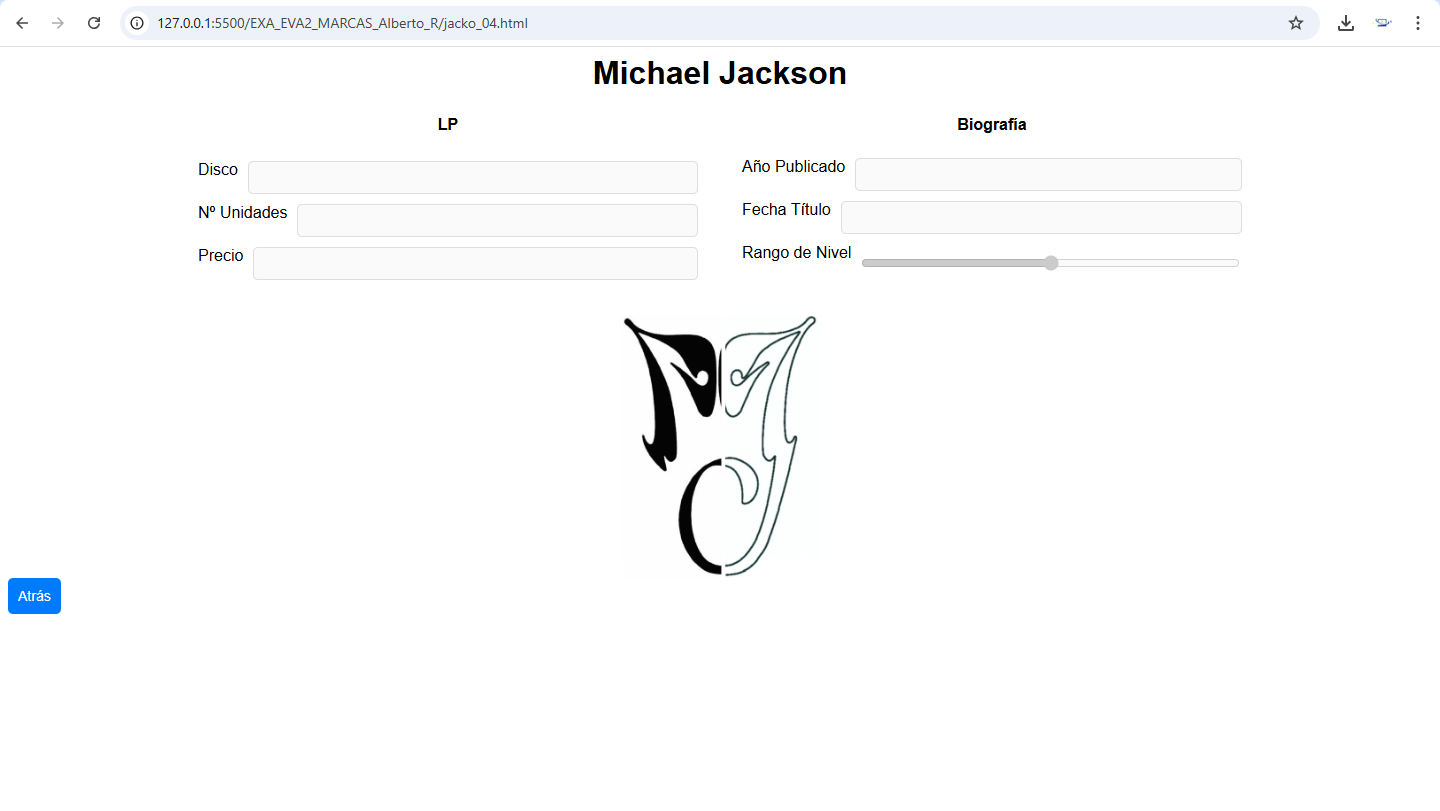 127.0.0.1:5500/EXA_EVA2_MARCAS_Alberto_R/jacko_04.html
Michael Jackson
LP
Disco
Nº Unidades
Precio
Biografía
Año Publicado
Fecha Título
Rango de Nivel
Atrás